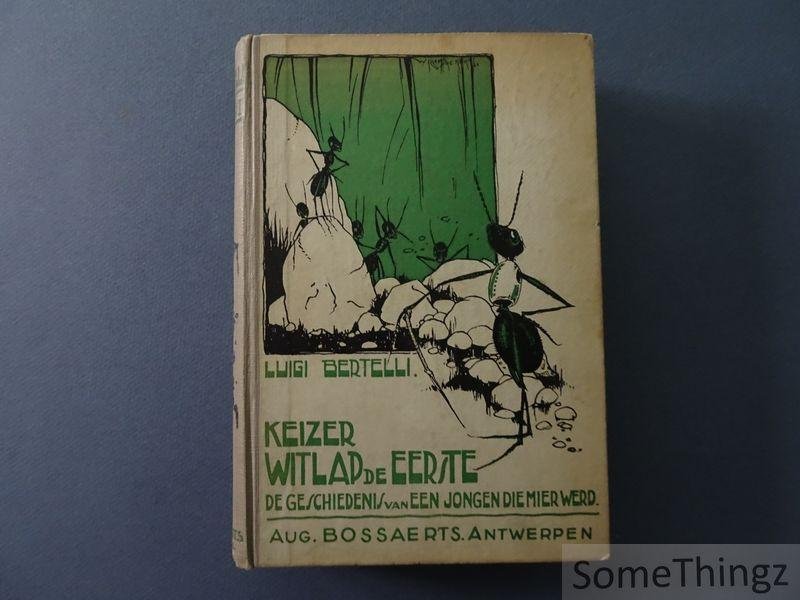 LUIGI BERTELLI.
KEIZER
WITLAP DE EERSTE
DE GESCHIEDENIS VAN EEN JONGEN DIE MIER WERD.
AUG. BOSSAERTS. ANTWERPEN
SomeThingz